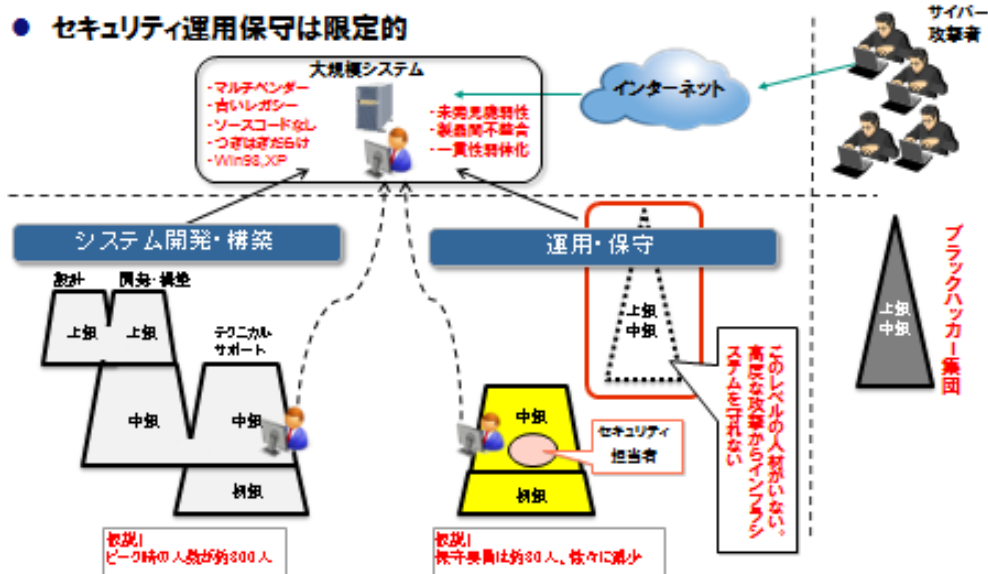 ● セキュリティ運用保守は限定的
サイバー
攻撃者
大規模システム
・マルチベンダー
・古いレガシー
・ソースコードなし
・つぎはぎだらけ
・Win98,XP
・未発見脆弱性
・製品間不整合
・一貫性弱体化
インターネット
システム開発・構築
運用・保守
設計
開発・構築
上級
上級
テクニカル
サポート
中級
中級
初級
中級
セキュリティ
担当者
初級
上級
中級
このレベルの人材がいない。
高度な攻撃からインフラシ
ステムを守れない
上級
中級
ブラックハッカー集団
仮説）
ピーク時の人数が約800人
仮説）
保守要員は約80人、徐々に減少